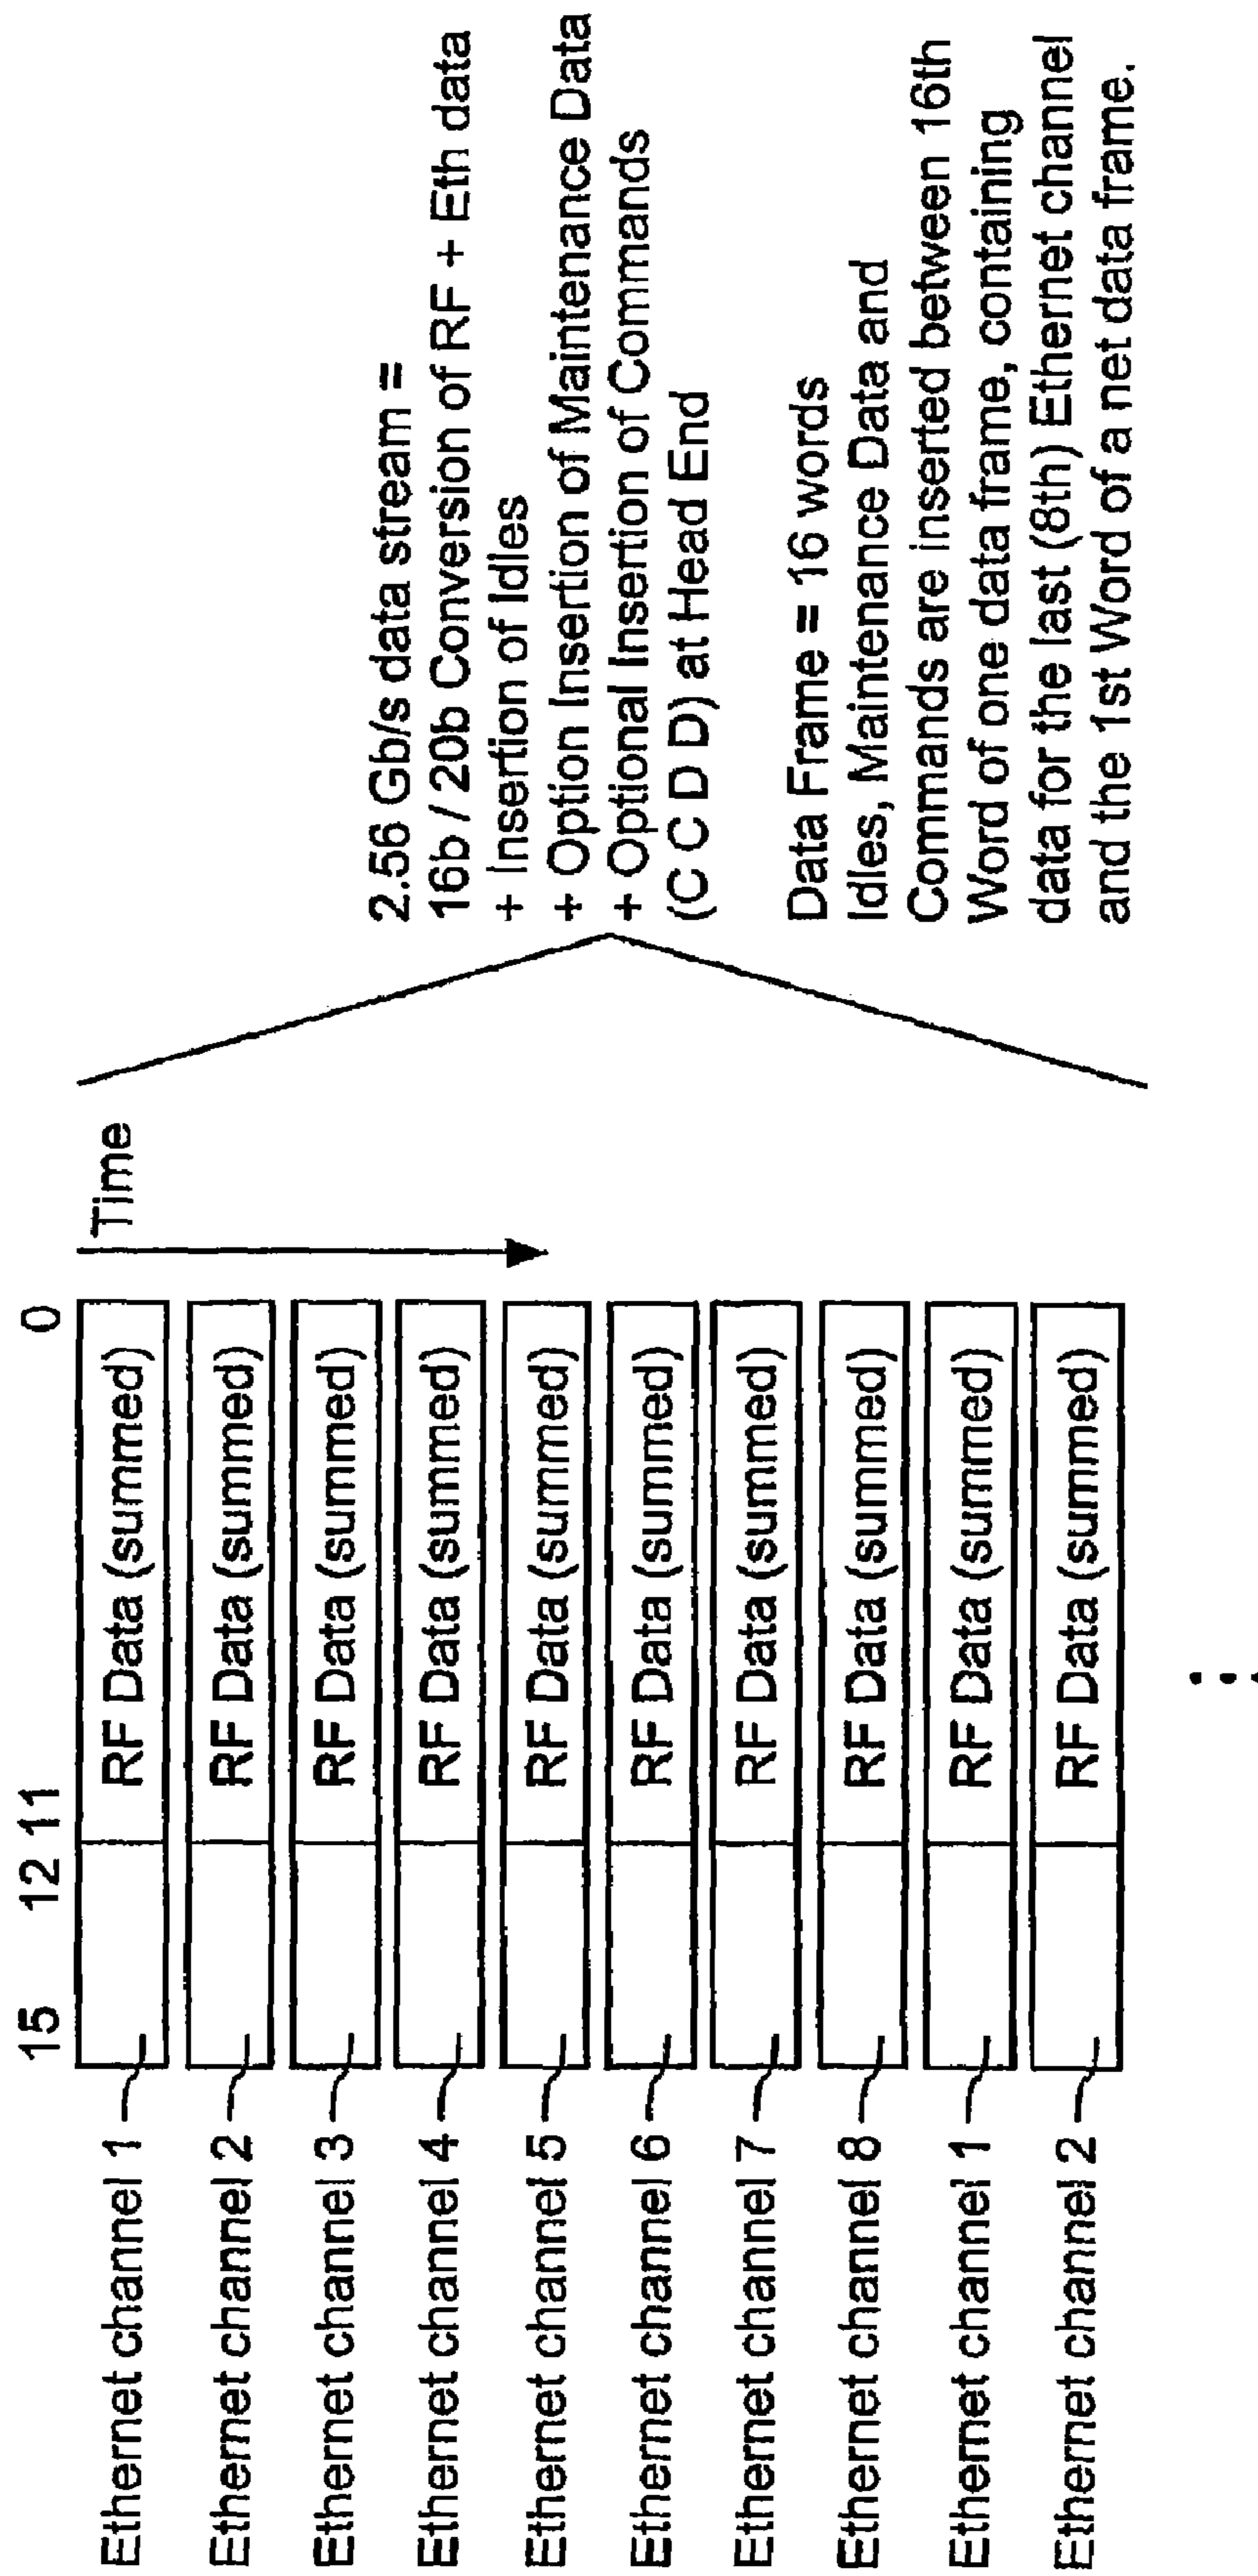 15 12 11 0
Ethernet channel 1 RF Data (summed)
Ethernet channel 2 RF Data (summed)
Ethernet channel 3 RF Data (summed)
Ethernet channel 4 RF Data (summed)
Ethernet channel 5 RF Data (summed)
Ethernet channel 6 RF Data (summed)
Ethernet channel 7 RF Data (summed)
Ethernet channel 8 RF Data (summed)
Ethernet channel 1 RF Data (summed)
Ethernet channel 2 RF Data (summed)
Time
2.56 Gb/s data stream =
16b / 20b Conversion of RF + Eth data
+ Insertion of Idles
+ Option Insertion of Maintenance Data
+ Optional Insertion of Commands
(C C D D) at Head End
Data Frame = 16 words
Idles, Maintenance Data and
Commands are inserted between 16th
Word of one data frame, containing
data for the last (8th) Ethernet channel
and the 1st Word of a net data frame.